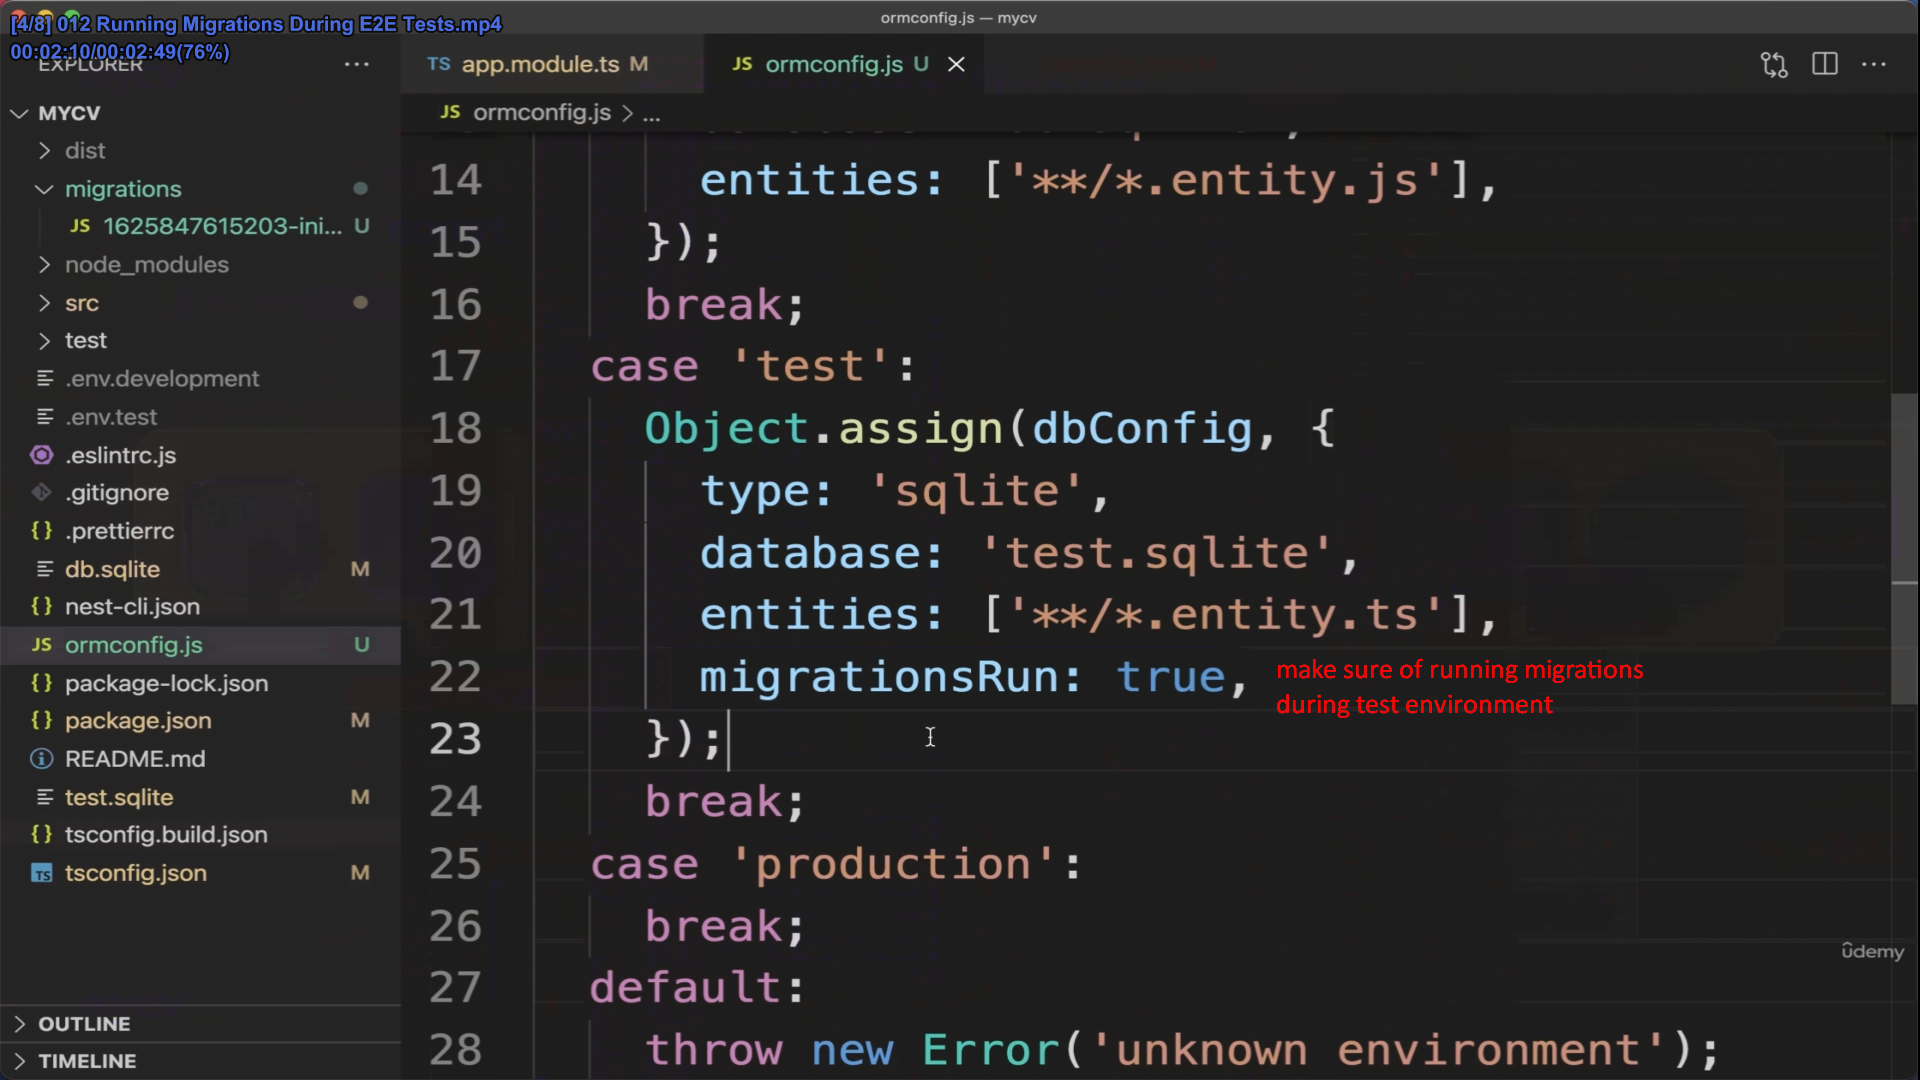 ormconfig.js — mycv
[4/8] 012 Running Migrations During E2E Tests.mp4
00:02:10/00:02:49(76%)
EXPLORER ...
MYCV
dist
migrations
JS 1625847615203-ini... U
node_modules
src
test
.env.development
.env.test
.eslintrc.js
.gitignore
{} .prettierrc
db.sqlite M
{} nest-cli.json
JS ormconfig.js U
{} package-lock.json
{} package.json M
README.md
test.sqlite M
{} tsconfig.build.json
TS tsconfig.json M
OUTLINE
TIMELINE
TS app.module.ts M JS ormconfig.js U
JS ormconfig.js > ...
14 entities: ['**/*.entity.js'],
15 });
16 break;
17 case 'test':
18 Object.assign(dbConfig, {
19 type: 'sqlite',
20 database: 'test.sqlite',
21 entities: ['**/*.entity.ts'],
22 migrationsRun: true,
make sure of running migrations
during test environment
23 });
24 break;
25 case 'production':
26 break;
27 default:
28 throw new Error('unknown environment');
ûdemy